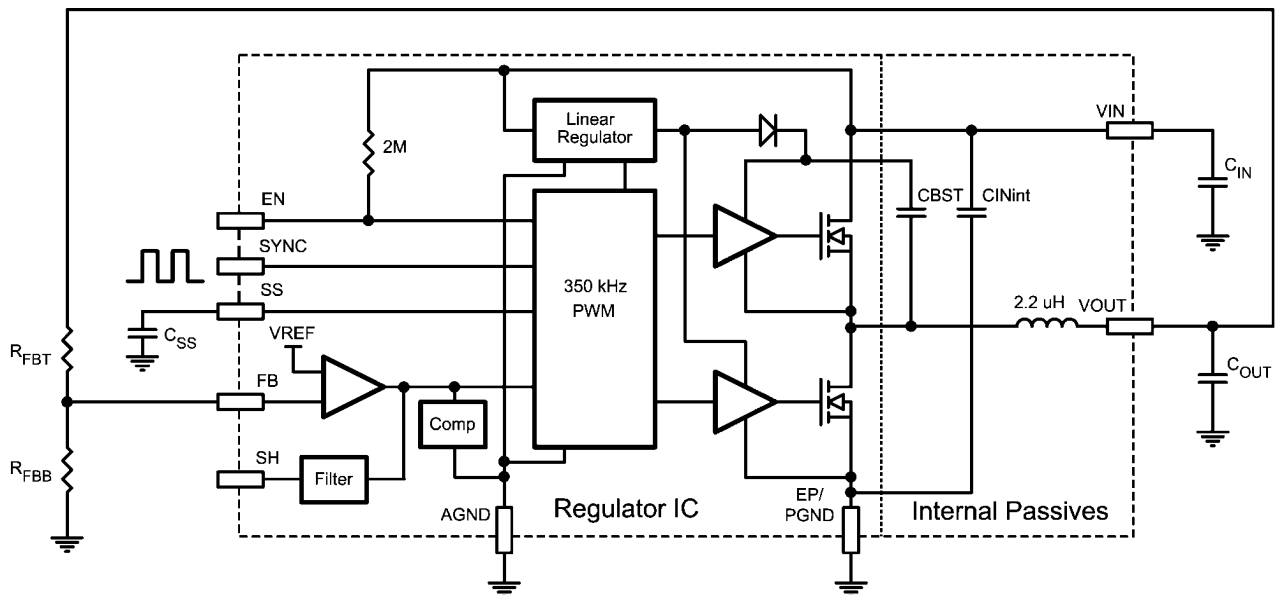 VIN
Linear
Regulator
2M
C_IN
EN
CBST
CINint
SYNC
SS
350 kHz
PWM
2.2 uH
VOUT
C_SS
VREF
R_FBT
FB
C_OUT
Comp
SH
R_FBB
Filter
AGND
Regulator IC
EP/
PGND
Internal Passives